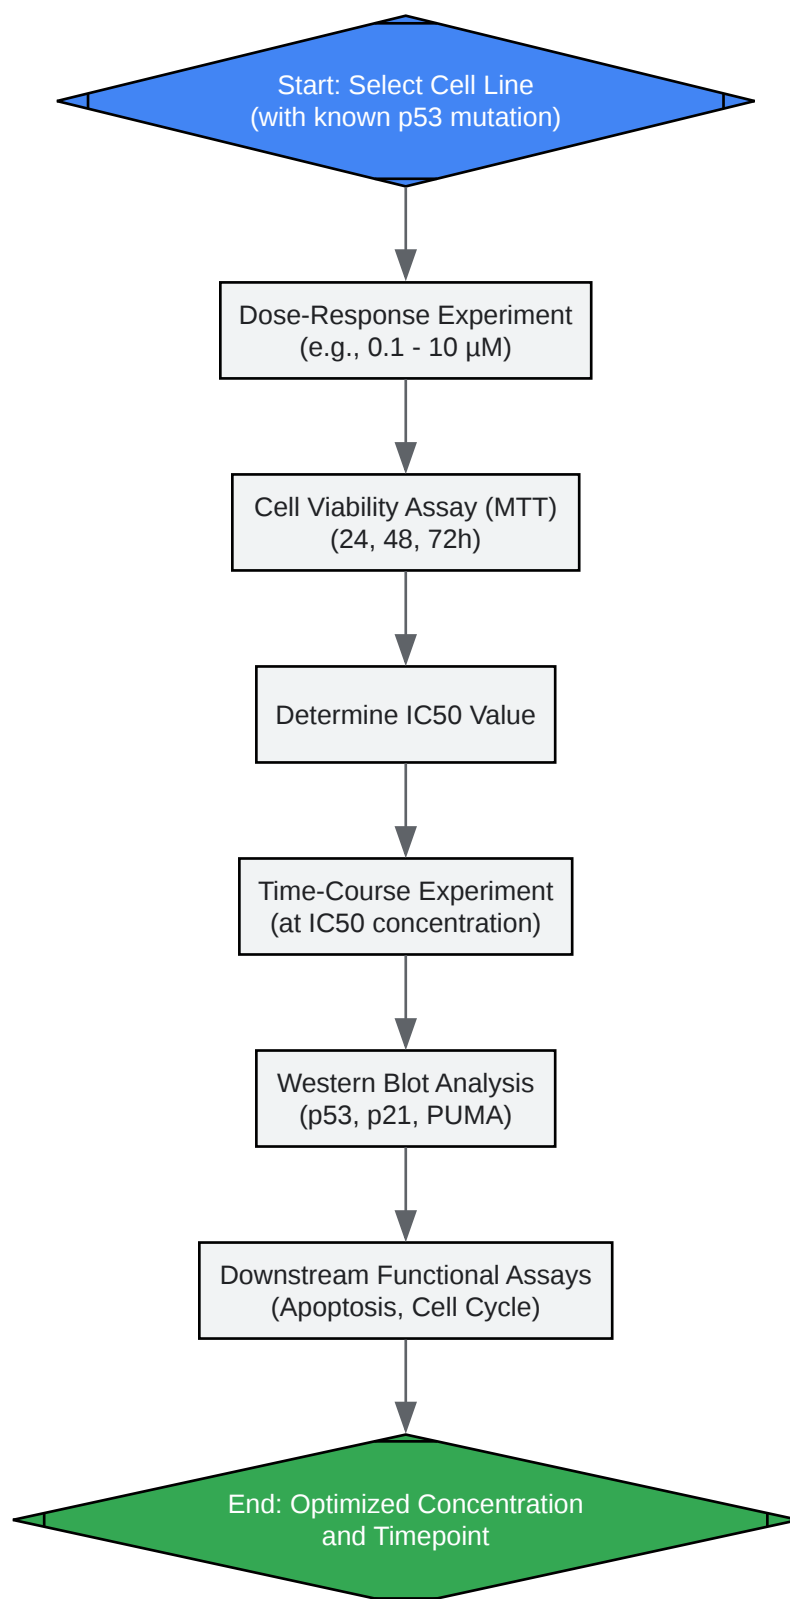 Start: Select Cell Line
(with known p53 mutation)
Dose-Response Experiment
(e.g., 0.1 - 10 µM)
Cell Viability Assay (MTT)
(24, 48, 72h)
Determine IC50 Value
Time-Course Experiment
(at IC50 concentration)
Western Blot Analysis
(p53, p21, PUMA)
Downstream Functional Assays
(Apoptosis, Cell Cycle)
End: Optimized Concentration
and Timepoint